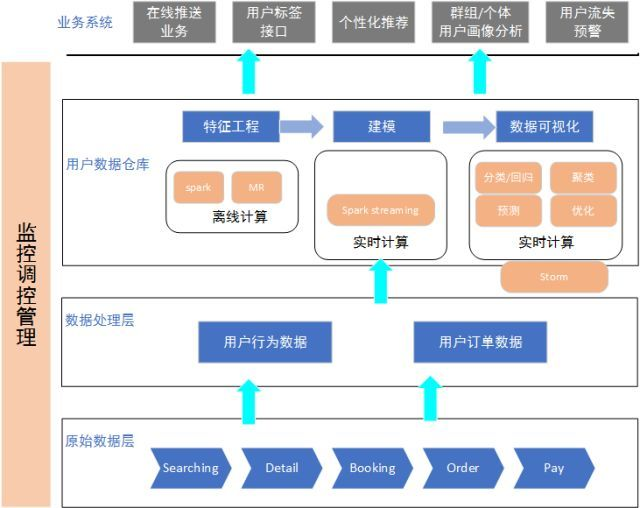 业务系统
在线推送
业务
用户标签
接口
个性化推荐
群组/个体
用户画像分析
用户流失
预警
监控调控管理
用户数据仓库
特征工程
建模
数据可视化
spark
MR
离线计算
Spark streaming
实时计算
分类/回归
聚类
预测
优化
实时计算
Storm
数据处理层
用户行为数据
用户订单数据
原始数据层
Searching
Detail
Booking
Order
Pay